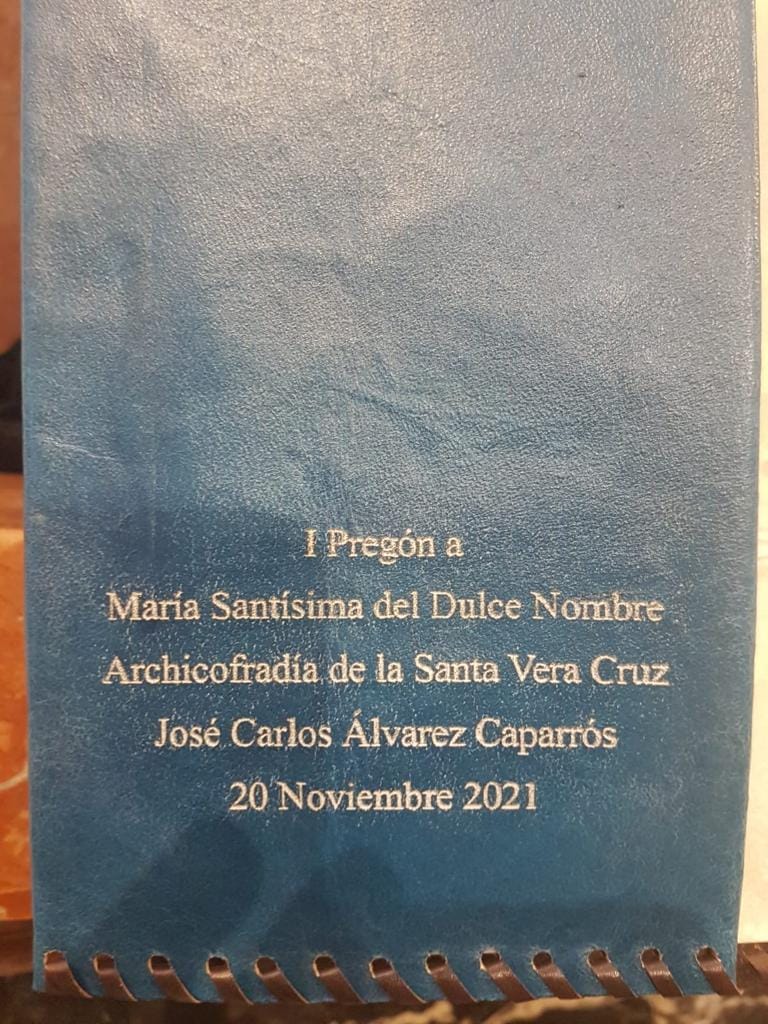 I Pregón a
María Santísima del Dulce Nombre
Archicofradía de la Santa Vera Cruz
José Carlos Álvarez Caparrós
20 Noviembre 2021